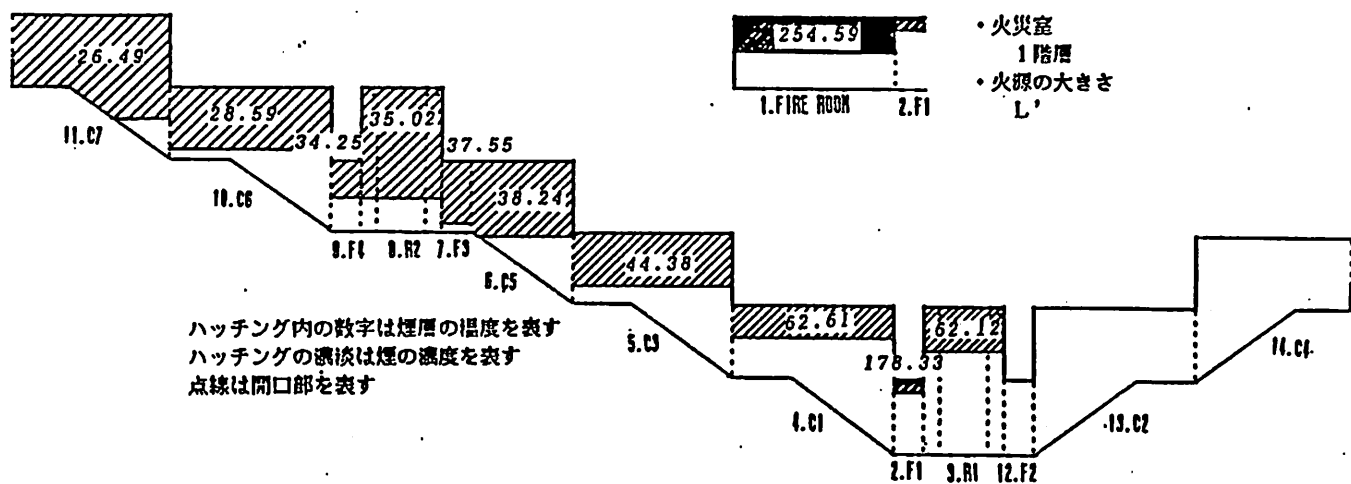 26.49
28.59
34.25
35.02
37.55
38.24
44.38
62.61
178.33
62.12
254.59
1.FIRE ROOM
2.F1
・火災室
1階層
・火源の大きさ
L'
11.C7
10.C6
9.F4
8.R2
7.F3
6.C5
5.C3
4.C1
2.F1
3.R1
12.F2
13.C2
14.C4
ハッチング内の数字は煙層の温度を表す
ハッチングの濃淡は煙の濃度を表す
点線は開口部を表す